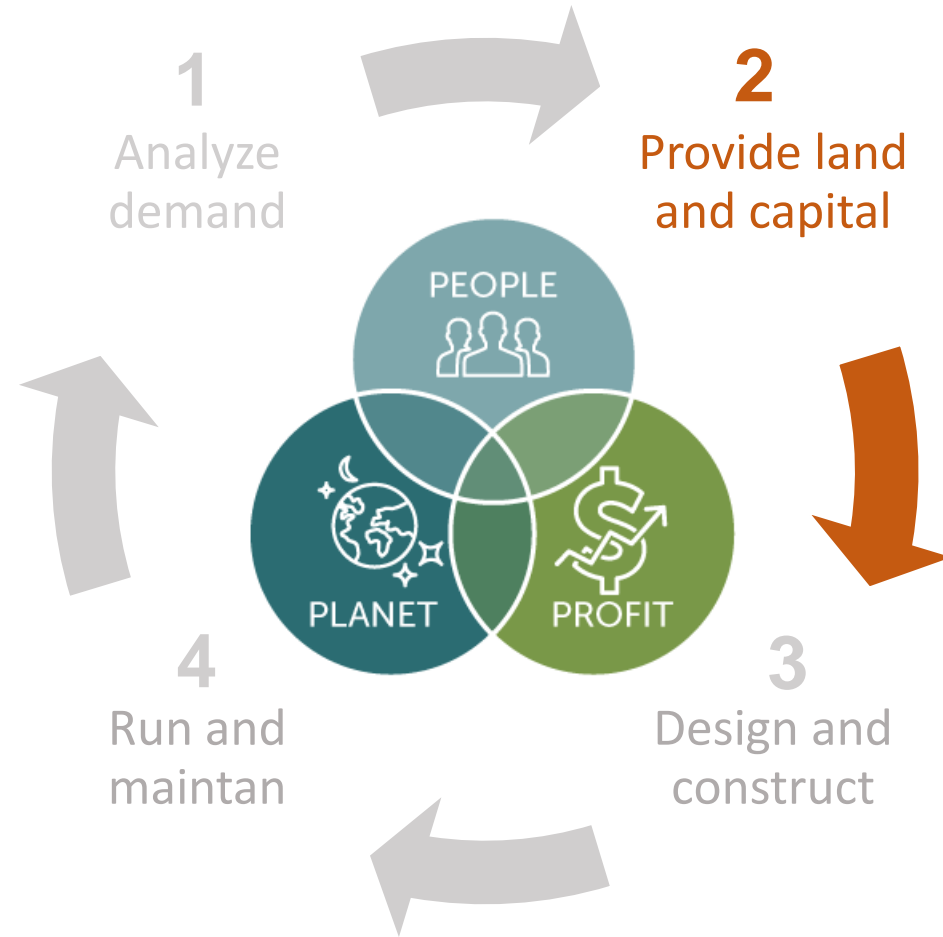 1
Analyze
demand
2
Provide land
and capital
PEOPLE
PLANET
PROFIT
3
Design and
construct
4
Run and
maintan